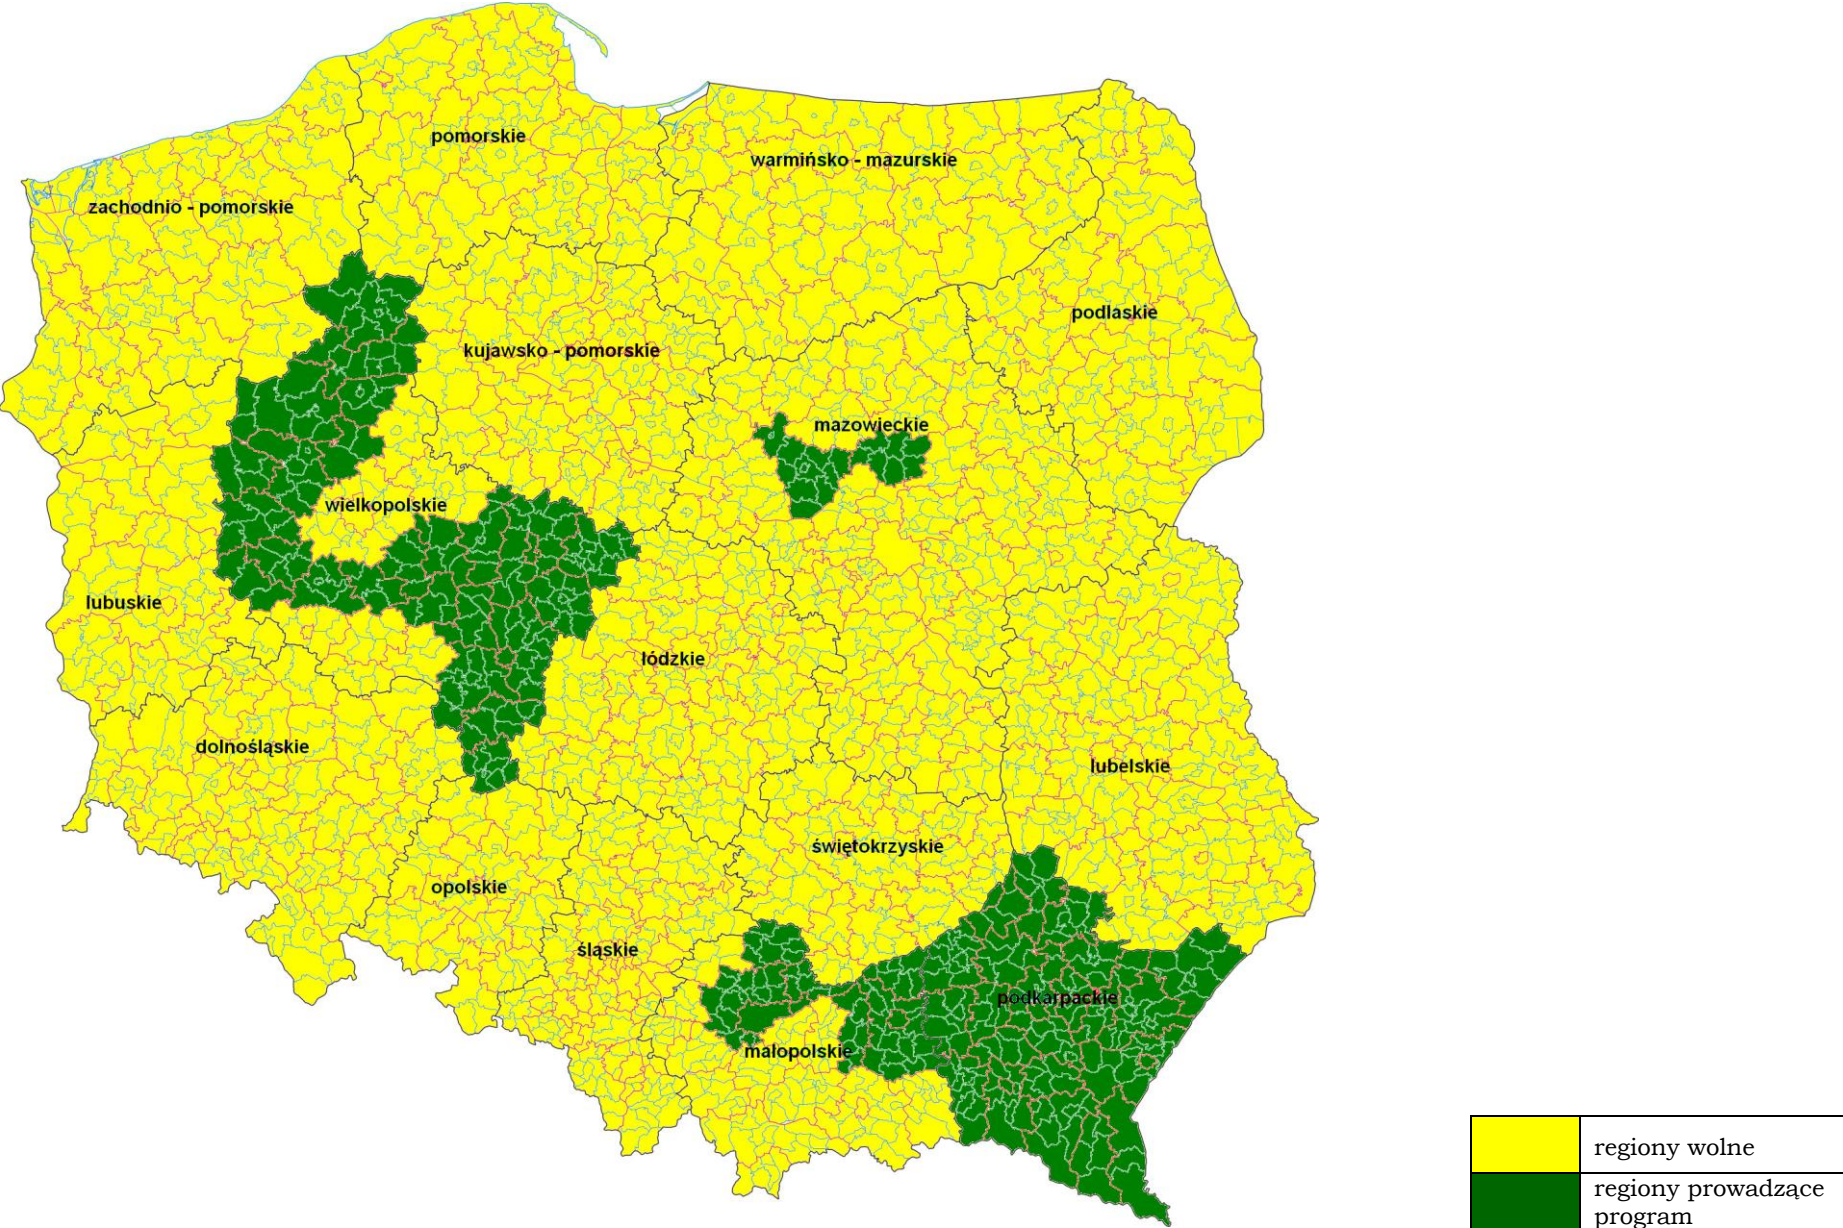 pomorskie
warmińsko - mazurskie
zachodnio - pomorskie
podlaskie
kujawsko - pomorskie
mazowieckie
wielkopolskie
lubuskie
łódzkie
dolnośląskie
lubelskie
świętokrzyskie
opolskie
śląskie
podkarpackie
małopolskie
regiony wolne
regiony prowadzące
program